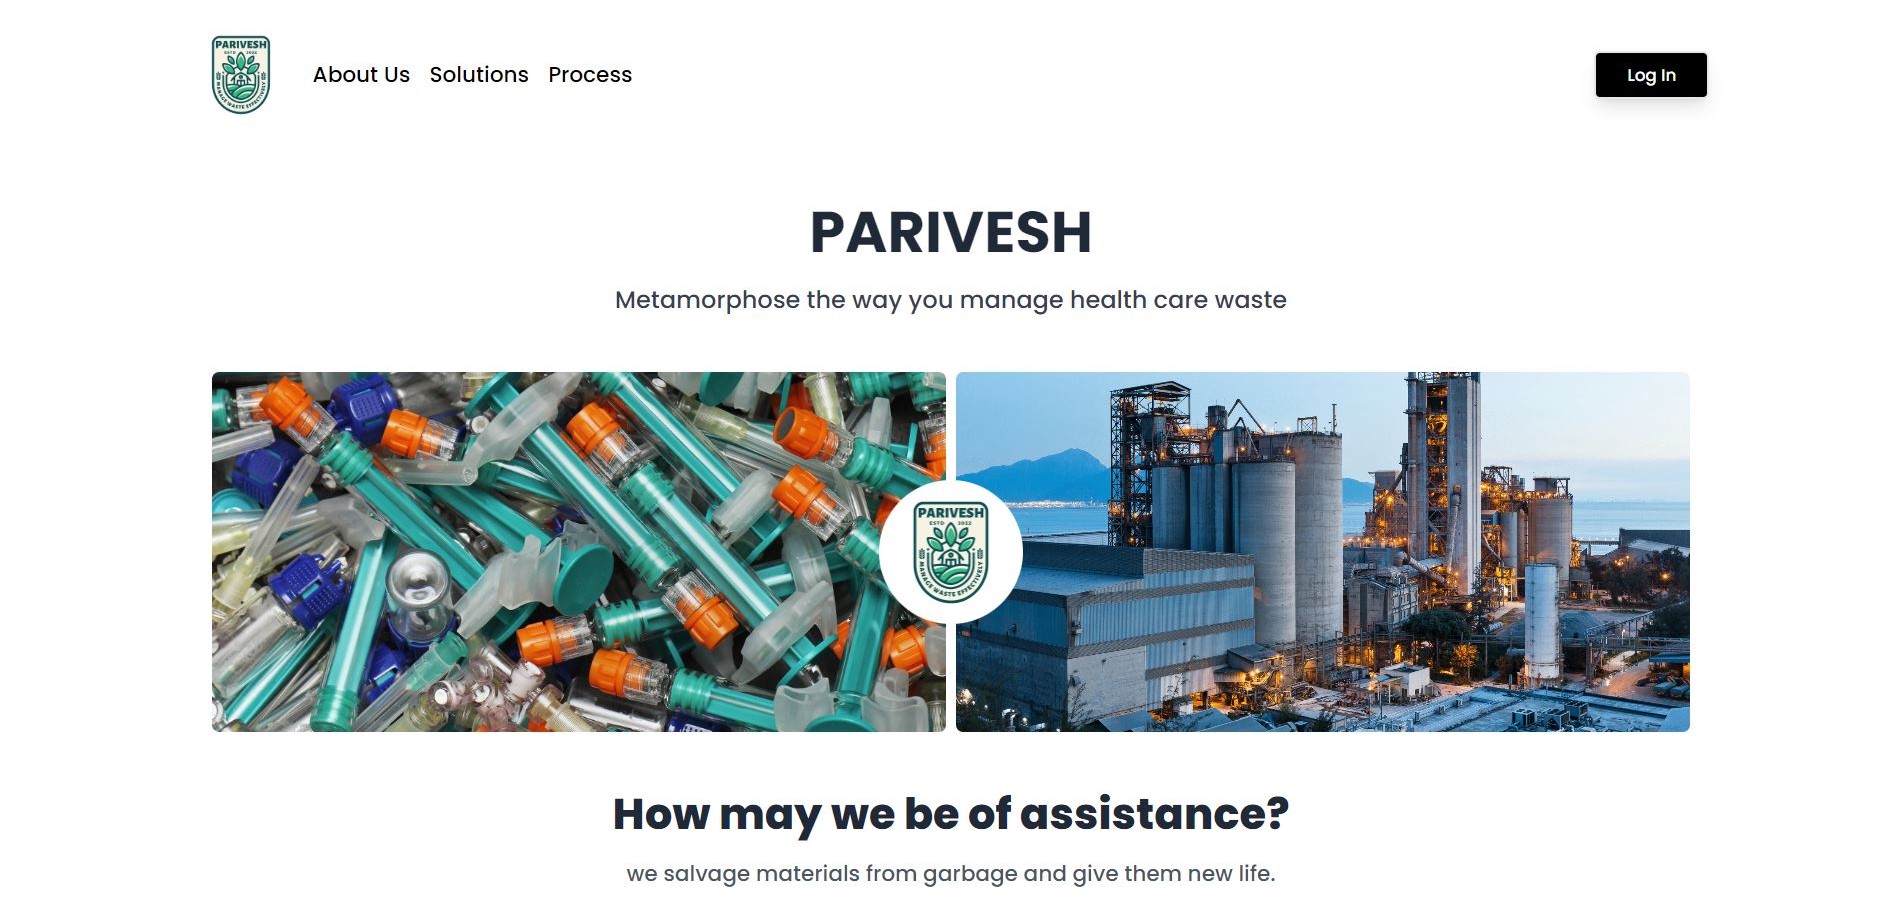 PARIVESH
ESTD 2022
MANAGE WASTE EFFECTIVELY
About Us Solutions Process
Log In
PARIVESH
Metamorphose the way you manage health care waste
PARIVESH
ESTD 2022
MANAGE WASTE EFFECTIVELY
How may we be of assistance?
we salvage materials from garbage and give them new life.